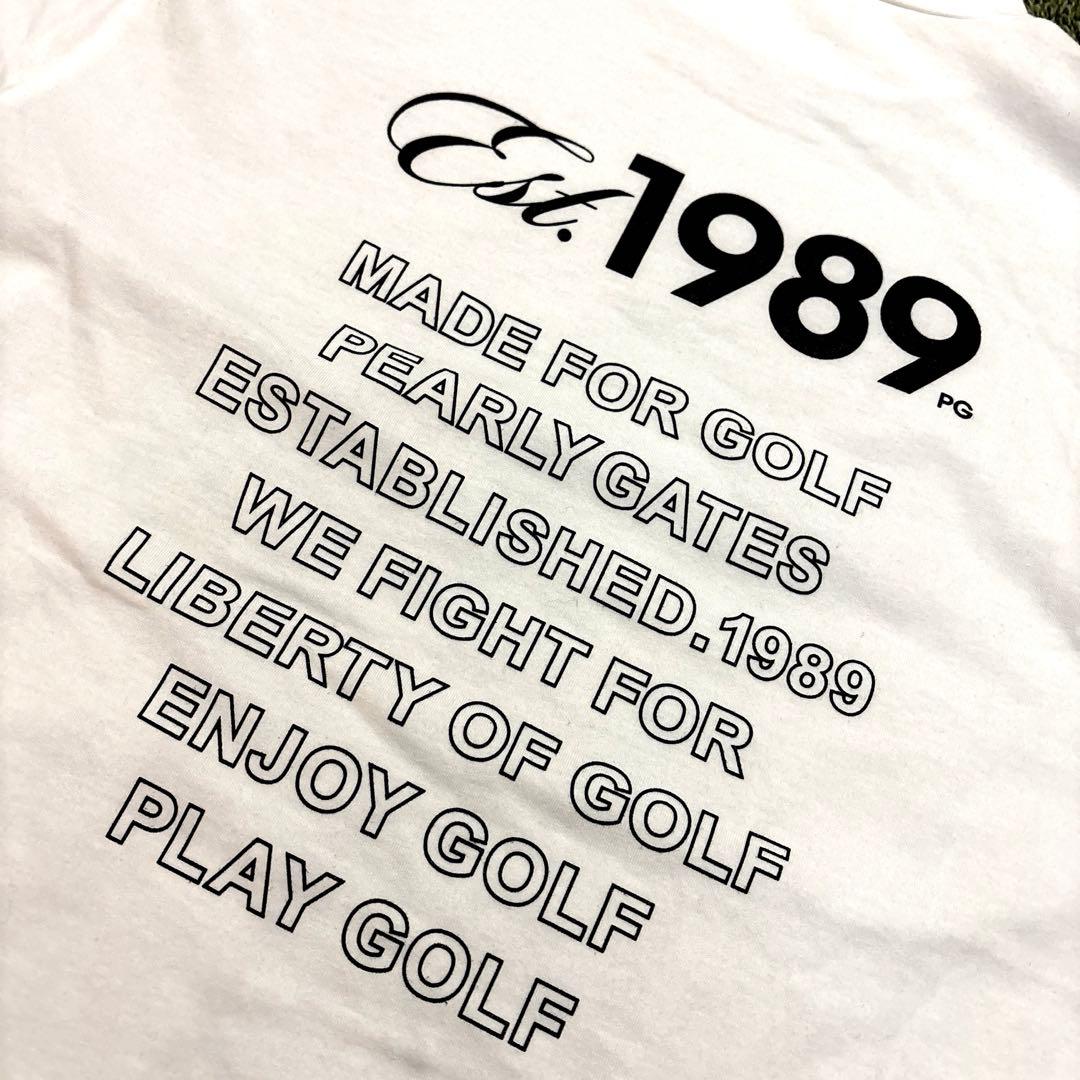 Est. 1989 PG
MADE FOR GOLF
PEARLY GATES
ESTABLISHED.1989
WE FIGHT FOR
LIBERTY OF GOLF
ENJOY GOLF
PLAY GOLF